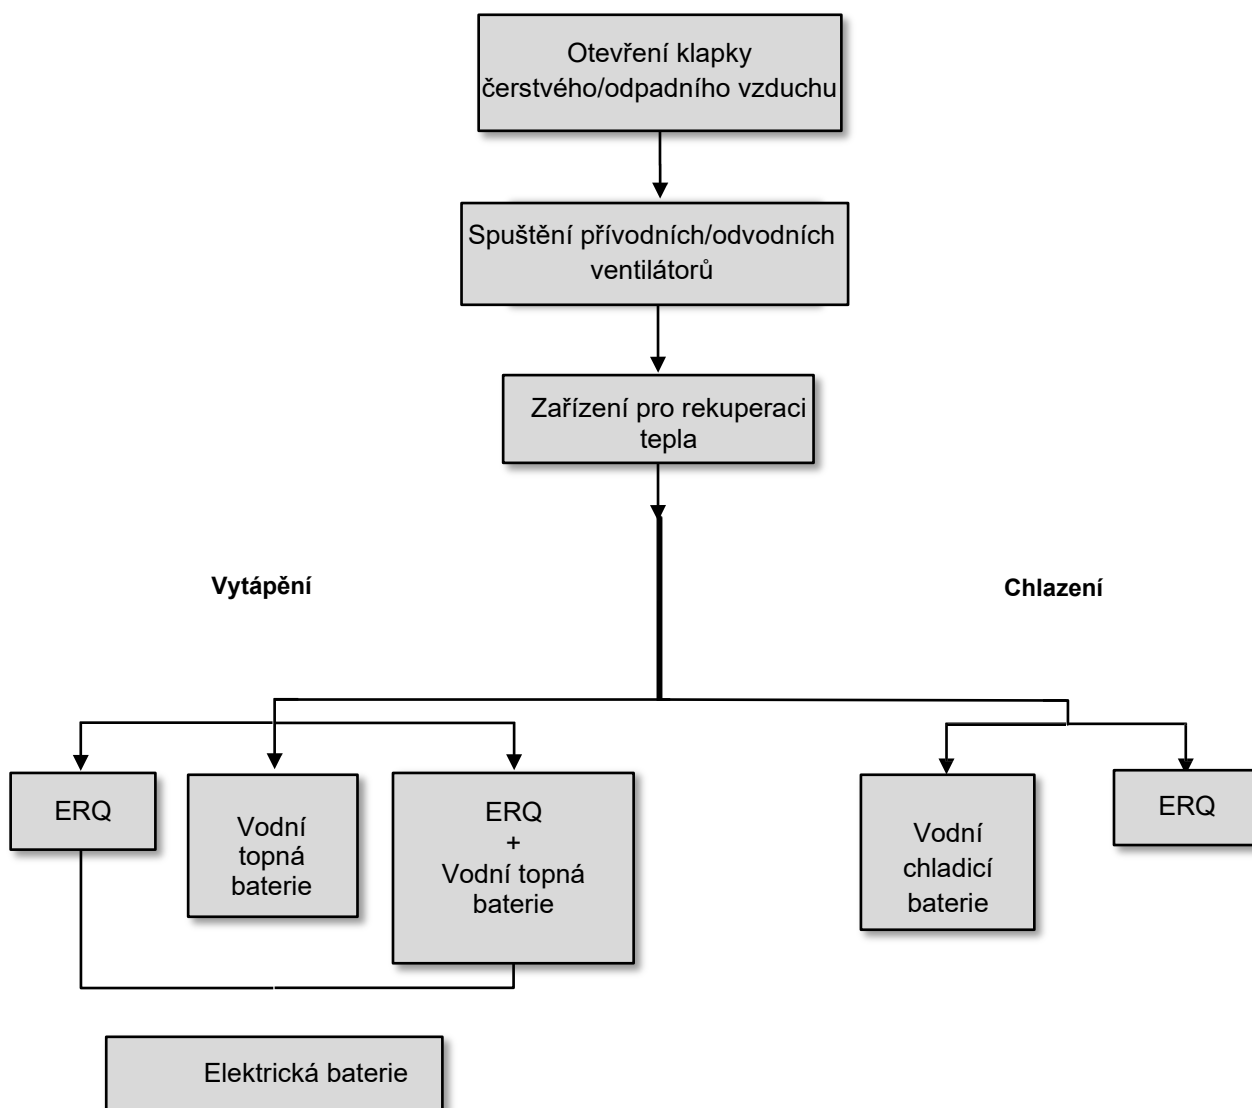 Otevření klapky
čerstvého/odpadního vzduchu
Spuštění přívodních/odvodních
ventilátorů
Zařízení pro rekuperaci
tepla
Vytápění
Chlazení
ERQ
Vodní
topná
baterie
ERQ
+
Vodní topná
baterie
Vodní
chladicí
baterie
ERQ
Elektrická baterie